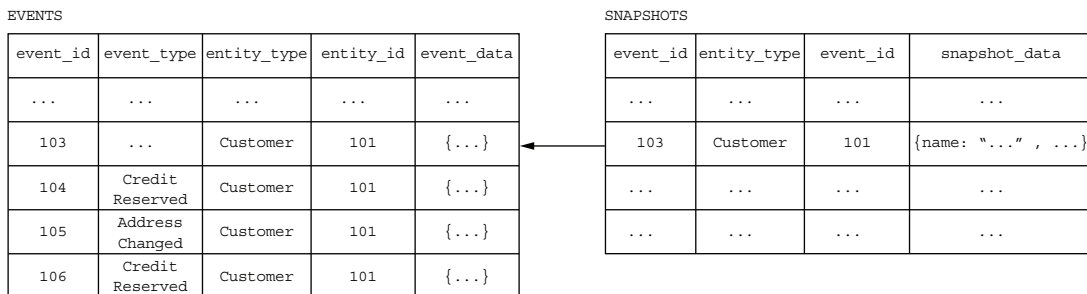 EVENTS
event_id event_type entity_type entity_id event_data
... ... ... ... ...
103 ... Customer 101 {...}
104 Credit Reserved Customer 101 {...}
105 Address Changed Customer 101 {...}
106 Credit Reserved Customer 101 {...}
SNAPSHOTS
event_id entity_type event_id snapshot_data
... ... ... ...
103 Customer 101 {name: “...” , ...}
... ... ... ...
... ... ... ...